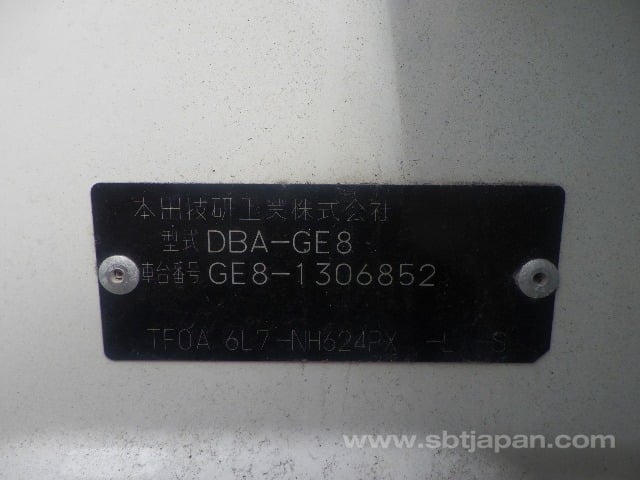 本田技研工業株式会社
型式 DBA-GE8
車台番号 GE8-1306852
TF0A 6L7-NH624PX -L -S
www.sbtjapan.com